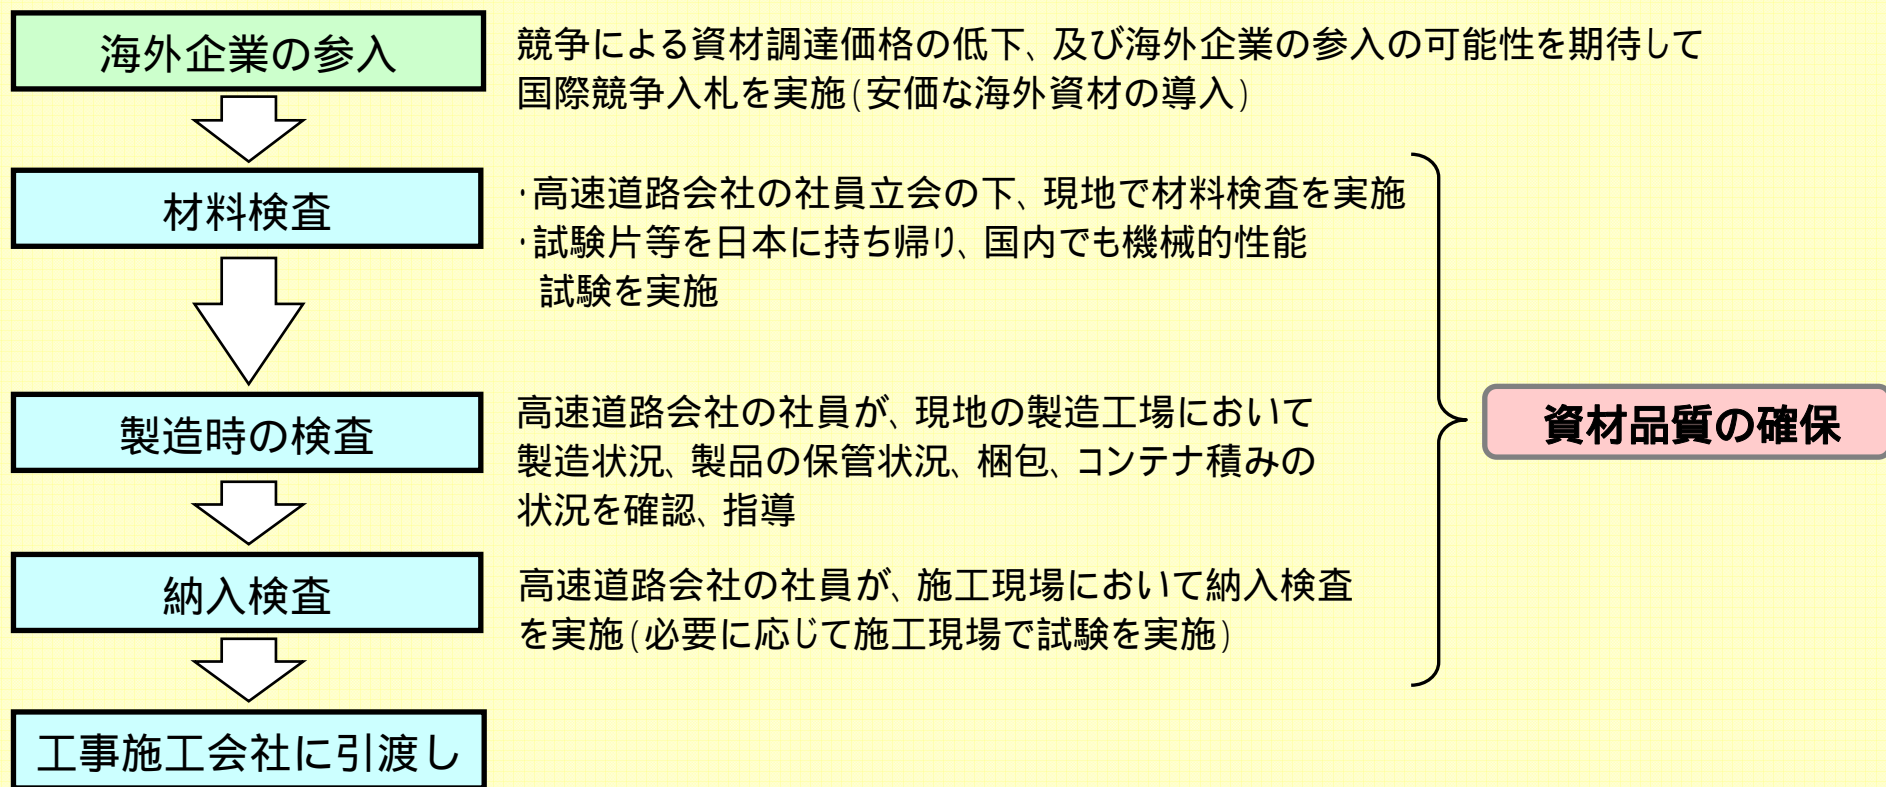 海外企業の参入
競争による資材調達価格の低下、及び海外企業の参入の可能性を期待して
国際競争入札を実施(安価な海外資材の導入)
材料検査
・高速道路会社の社員立会の下、現地で材料検査を実施
・試験片等を日本に持ち帰り、国内でも機械的性能
試験を実施
製造時の検査
高速道路会社の社員が、現地の製造工場において
製造状況、製品の保管状況、梱包、コンテナ積みの
状況を確認、指導
資材品質の確保
納入検査
高速道路会社の社員が、施工現場において納入検査
を実施(必要に応じて施工現場で試験を実施)
工事施工会社に引渡し